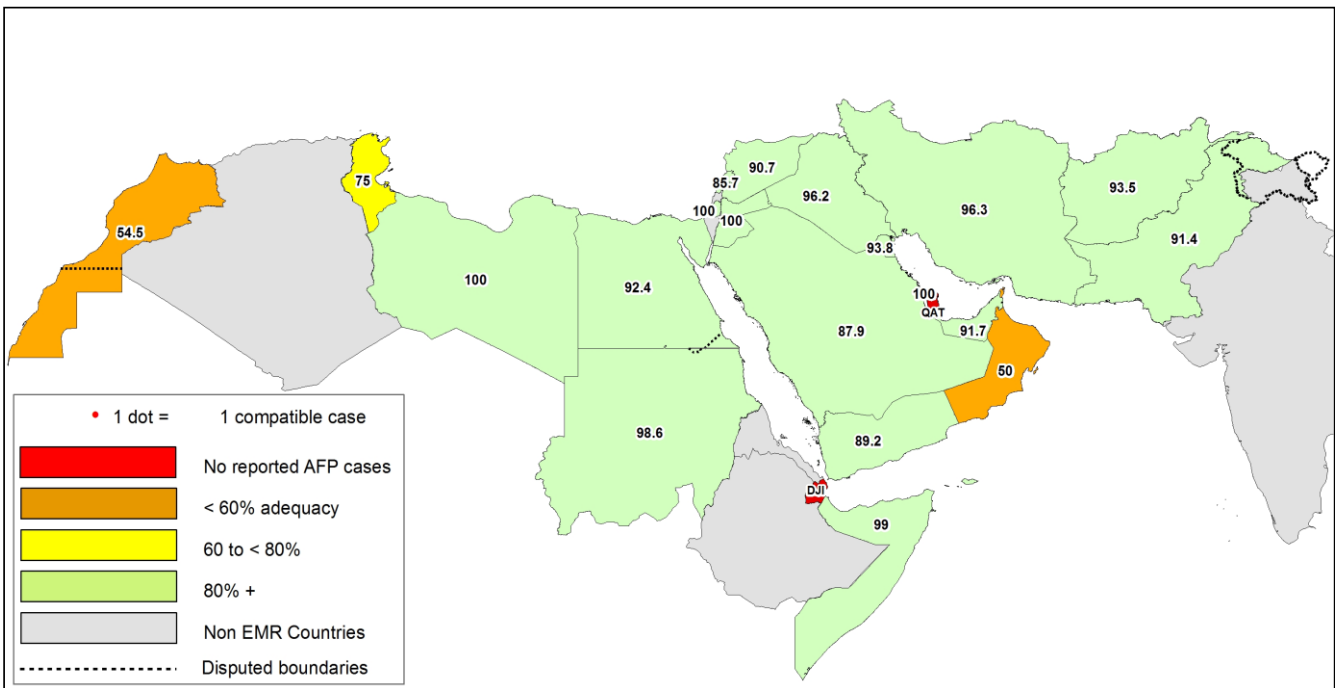 75
54.5
100
92.4
98.6
90.7
85.7
100
100
96.2
96.3
93.5
91.4
93.8
100
QAT
87.9
91.7
50
89.2
DJI
99
1 dot = 1 compatible case
No reported AFP cases
< 60% adequacy
60 to < 80%
80% +
Non EMR Countries
Disputed boundaries